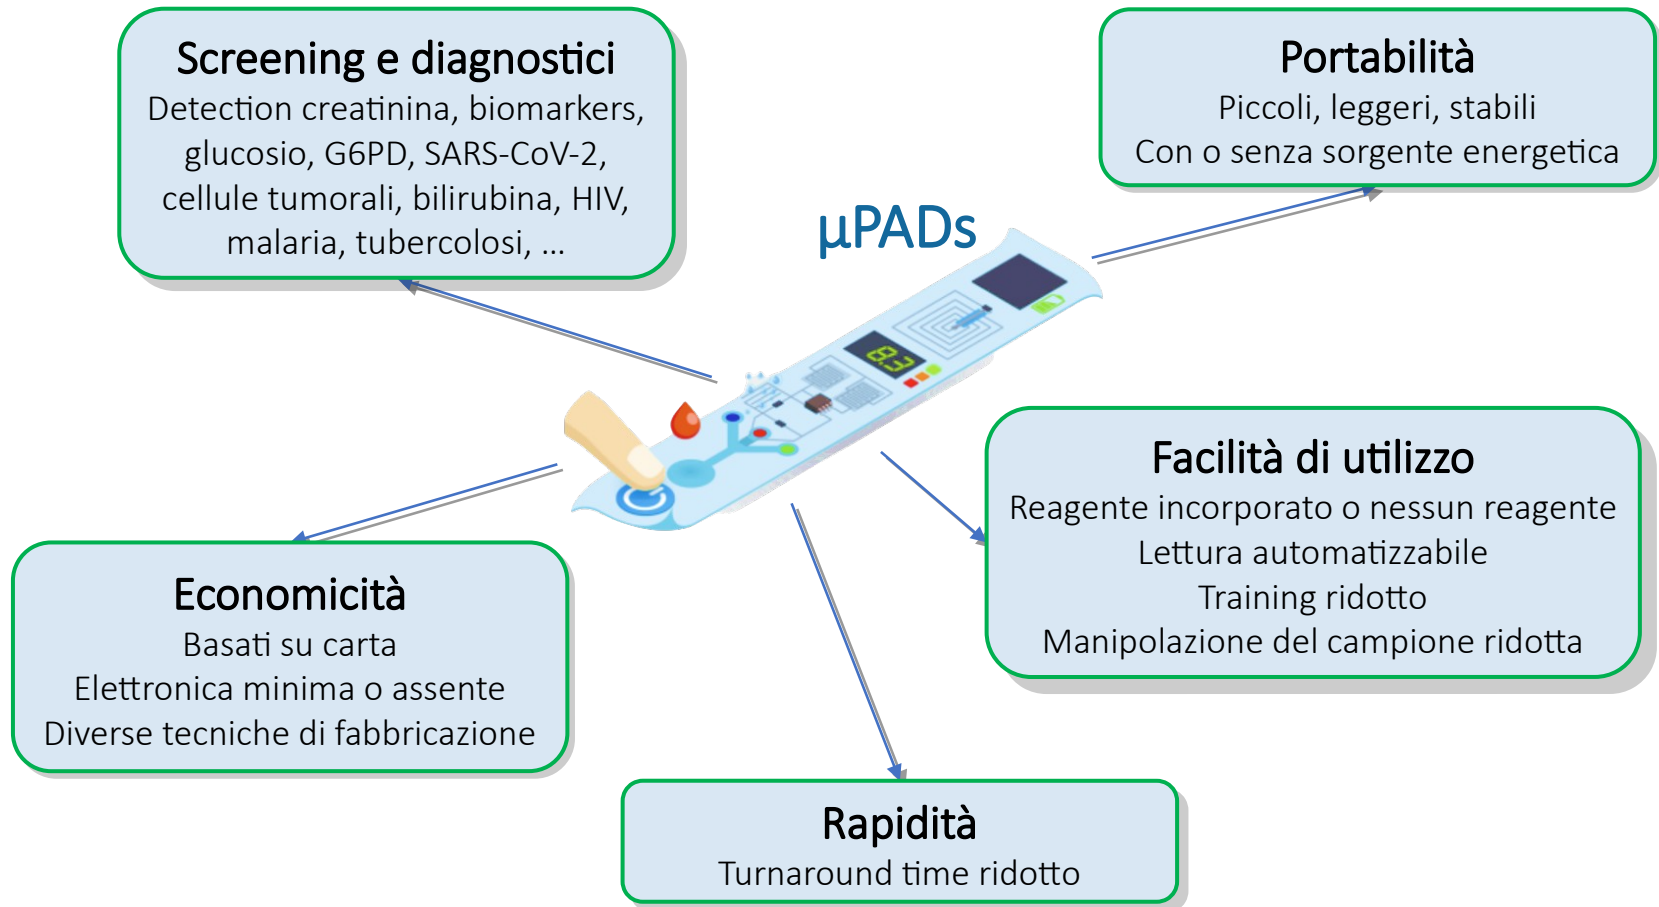 Screening e diagnostici
Detection creatinina, biomarkers,
glucosio, G6PD, SARS-CoV-2,
cellule tumorali, bilirubina, HIV,
malaria, tubercolosi, ...
Portabilità
Piccoli, leggeri, stabili
Con o senza sorgente energetica
µPADs
8.3
Facilità di utilizzo
Reagente incorporato o nessun reagente
Lettura automatizzabile
Training ridotto
Manipolazione del campione ridotta
Economicità
Basati su carta
Elettronica minima o assente
Diverse tecniche di fabbricazione
Rapidità
Turnaround time ridotto